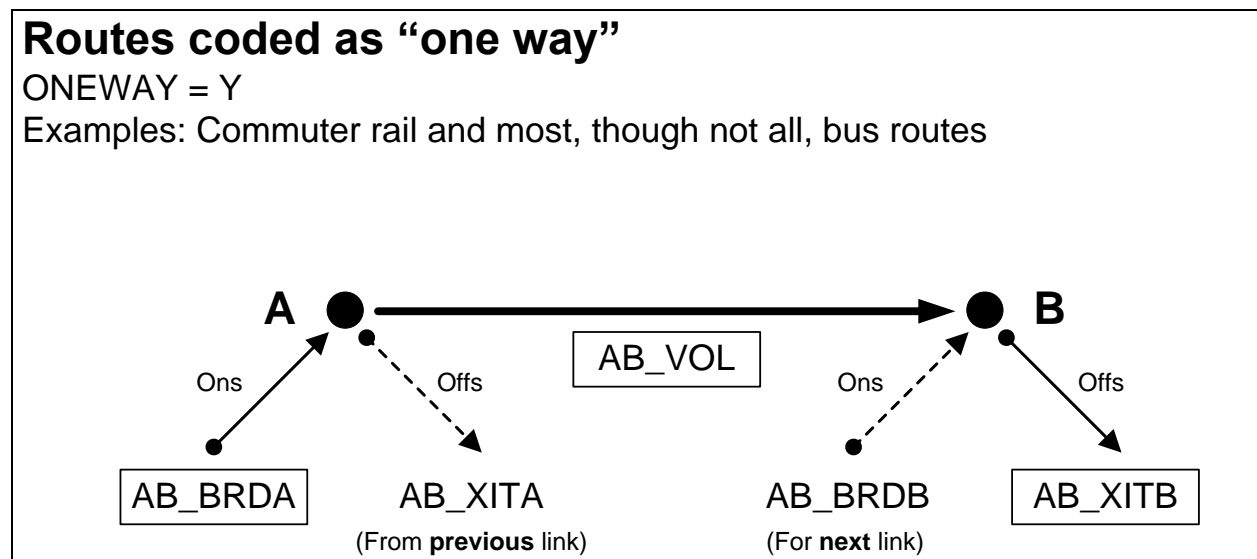 Routes coded as “one way”
ONEWAY = Y
Examples: Commuter rail and most, though not all, bus routes
A
B
AB_VOL
Ons
Offs
Ons
Offs
AB_BRDA
AB_XITA
AB_BRDB
AB_XITB
(From previous link)
(For next link)